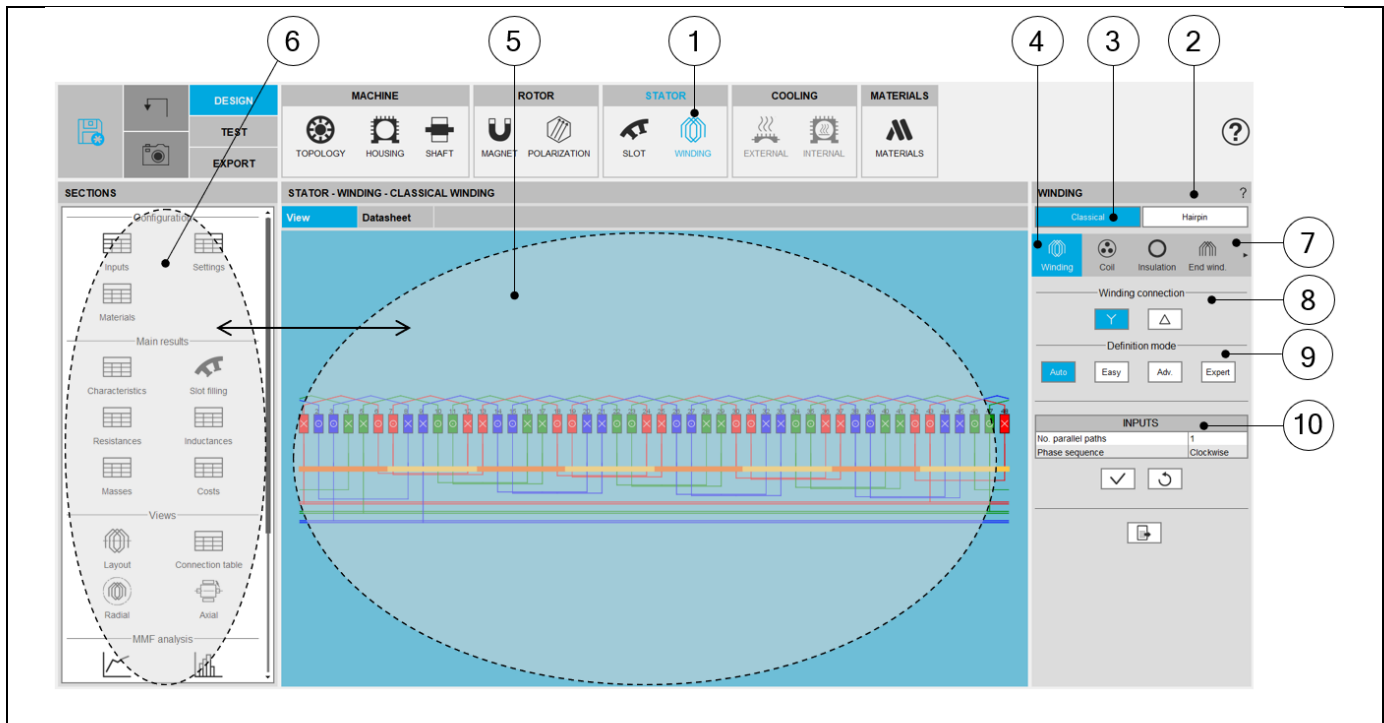 6 5 1 4 3 2
DESIGN
TEST
EXPORT
MACHINE
TOPOLOGY HOUSING SHAFT
ROTOR
MAGNET POLARIZATION
STATOR
SLOT WINDING
COOLING
EXTERNAL INTERNAL
MATERIALS
MATERIALS
?
SECTIONS
Configuration
Inputs Settings
Materials
Main results
Characteristics Slot filling
Resistances Inductances
Masses Costs
Views
Layout Connection table
Radial Axial
MMF analysis
STATOR - WINDING - CLASSICAL WINDING
View Datasheet
WINDING ?
Classical Hairpin
Winding Coil Insulation End wind.
7
Winding connection
8
Definition mode
9
Auto Easy Adv. Expert
INPUTS
10
No. parallel paths 1
Phase sequence Clockwise